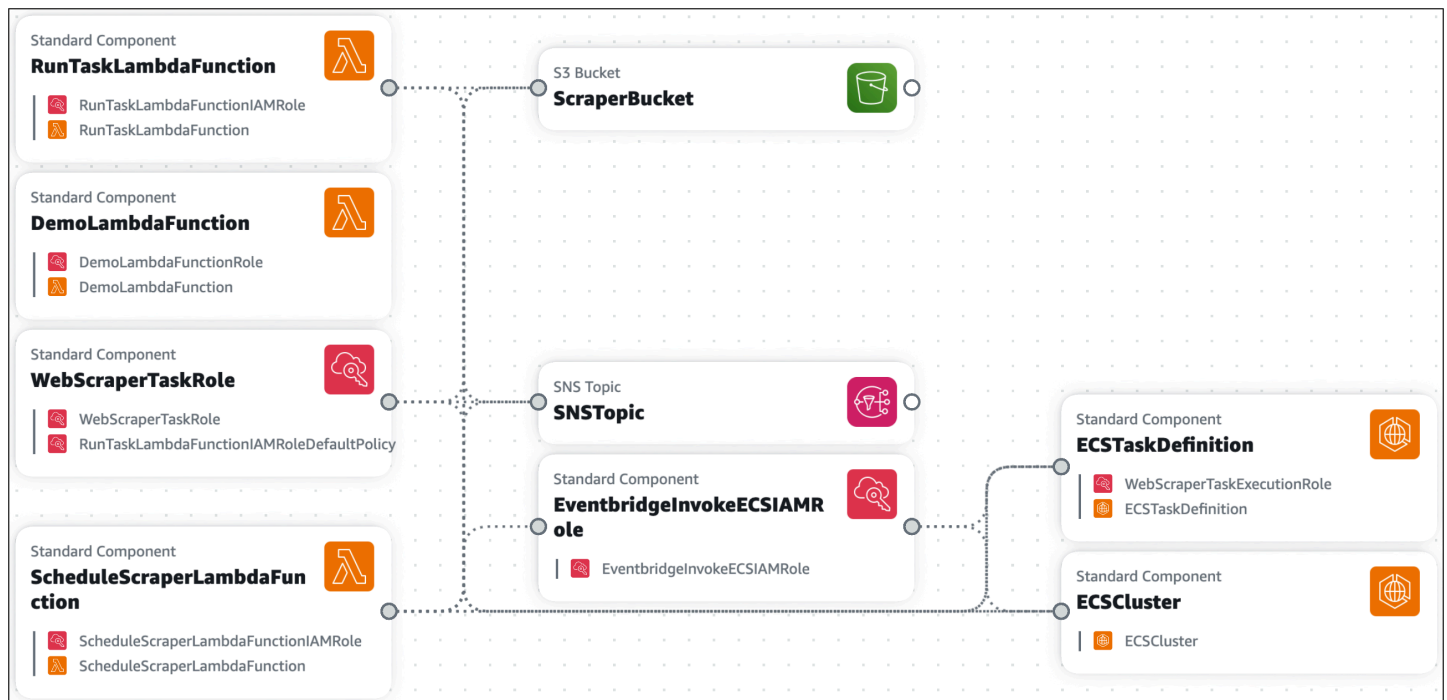 Standard Component
RunTaskLambdaFunction
RunTaskLambdaFunctionIAMRole
RunTaskLambdaFunction
Standard Component
DemoLambdaFunction
DemoLambdaFunctionRole
DemoLambdaFunction
Standard Component
WebScraperTaskRole
WebScraperTaskRole
RunTaskLambdaFunctionIAMRoleDefaultPolicy
Standard Component
ScheduleScraperLambdaFun
ction
ScheduleScraperLambdaFunctionIAMRole
ScheduleScraperLambdaFunction
S3 Bucket
ScraperBucket
SNS Topic
SNSTopic
Standard Component
EventbridgeInvokeECSIAMR
ole
EventbridgeInvokeECSIAMRole
Standard Component
ECSTaskDefinition
WebScraperTaskExecutionRole
ECSTaskDefinition
Standard Component
ECSCluster
ECSCluster